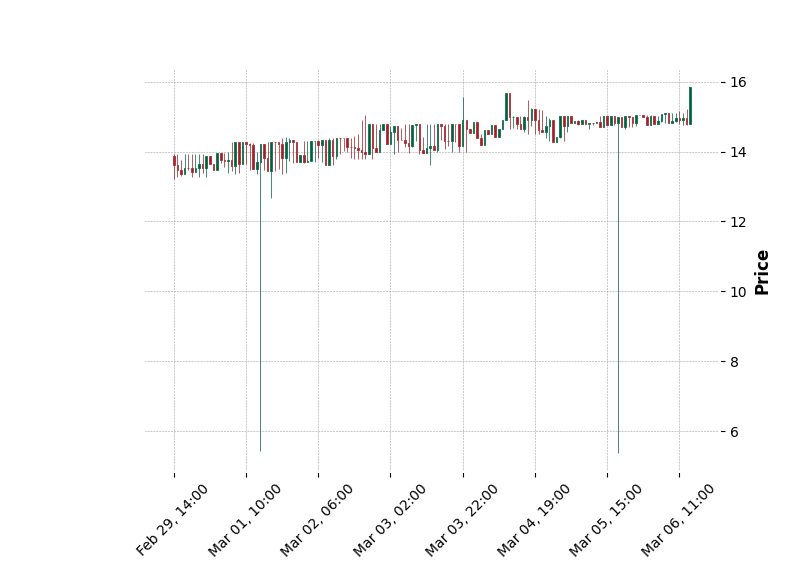 16
14
12
10
8
6
Price
Feb 29, 14:00
Mar 01, 10:00
Mar 02, 06:00
Mar 03, 02:00
Mar 03, 22:00
Mar 04, 19:00
Mar 05, 15:00
Mar 06, 11:00